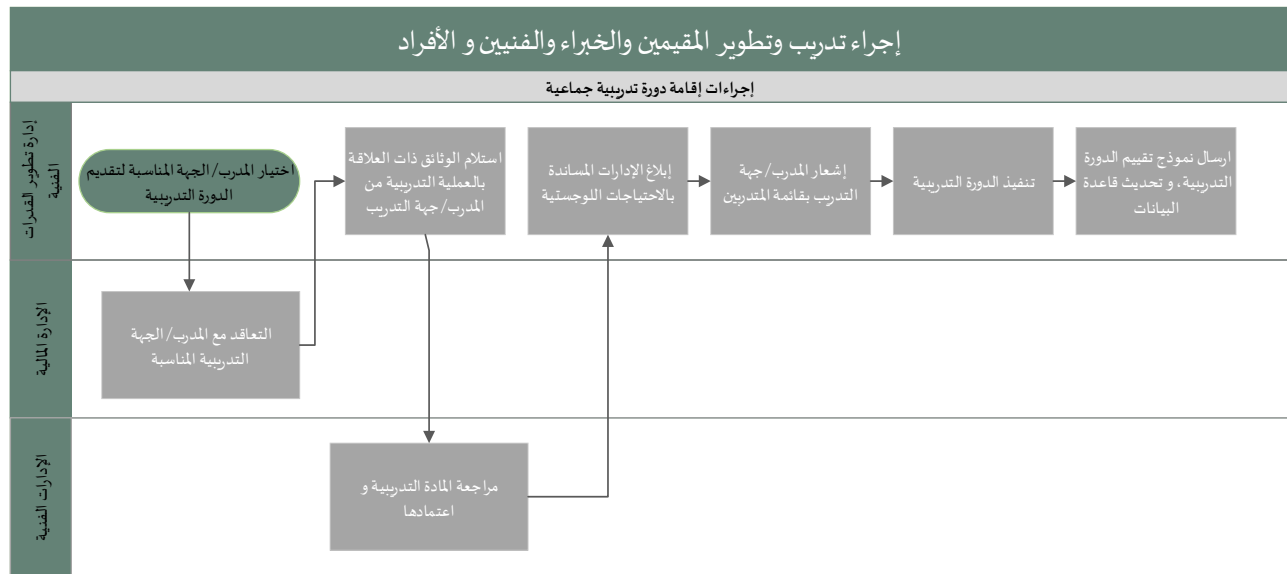 إجراء تدريب وتطوير المقيمين والخبراء والفنيين و الأفراد
إجراءات إقامة دورة تدريبية جماعية
إدارة تطوير القدرات
الفنية
اختيار المدرب/ الجهة المناسبة لتقديم
الدورة التدريبية
استلام الوثائق ذات العلاقة
بالعملية التدريبية من
المدرب/ جهة التدريب
إبلاغ الإدارات المساندة
بالاحتياجات اللوجستية
إشعار المدرب/ جهة
التدريب بقائمة المتدربين
تنفيذ الدورة التدريبية
ارسال نموذج تقييم الدورة
التدريبية، و تحديث قاعدة
البيانات
الإدارة المالية
التعاقد مع المدرب/ الجهة
التدريبية المناسبة
الإدارات الفنية
مراجعة المادة التدريبية و
اعتمادها